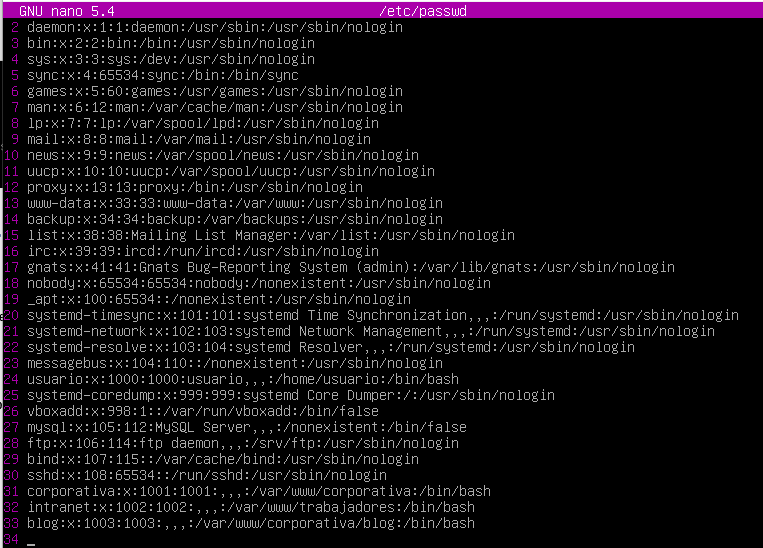 GNU nano 5.4 /etc/passwd
2 daemon:x:1:1:daemon:/usr/sbin:/usr/sbin/nologin
3 bin:x:2:2:bin:/bin:/usr/sbin/nologin
4 sys:x:3:3:sys:/dev:/usr/sbin/nologin
5 sync:x:4:65534:sync:/bin:/bin/sync
6 games:x:5:60:games:/usr/games:/usr/sbin/nologin
7 man:x:6:12:man:/var/cache/man:/usr/sbin/nologin
8 lp:x:7:7:lp:/var/spool/lpd:/usr/sbin/nologin
9 mail:x:8:8:mail:/var/mail:/usr/sbin/nologin
10 news:x:9:9:news:/var/spool/news:/usr/sbin/nologin
11 uucp:x:10:10:uucp:/var/spool/uucp:/usr/sbin/nologin
12 proxy:x:13:13:proxy:/bin:/usr/sbin/nologin
13 www-data:x:33:33:www-data:/var/www:/usr/sbin/nologin
14 backup:x:34:34:backup:/var/backups:/usr/sbin/nologin
15 list:x:38:38:Mailing List Manager:/var/list:/usr/sbin/nologin
16 irc:x:39:39:ircd:/run/ircd:/usr/sbin/nologin
17 gnats:x:41:41:Gnats Bug-Reporting System (admin):/var/lib/gnats:/usr/sbin/nologin
18 nobody:x:65534:65534:nobody:/nonexistent:/usr/sbin/nologin
19 _apt:x:100:65534::/nonexistent:/usr/sbin/nologin
20 systemd-timesync:x:101:101:systemd Time Synchronization,,,:/run/systemd:/usr/sbin/nologin
21 systemd-network:x:102:103:systemd Network Management,,,:/run/systemd:/usr/sbin/nologin
22 systemd-resolve:x:103:104:systemd Resolver,,,:/run/systemd:/usr/sbin/nologin
23 messagebus:x:104:110::/nonexistent:/usr/sbin/nologin
24 usuario:x:1000:1000:usuario,,,:/home/usuario:/bin/bash
25 systemd-coredump:x:999:999:systemd Core Dumper:/:/usr/sbin/nologin
26 vboxadd:x:998:1::/var/run/vboxadd:/bin/false
27 mysql:x:105:112:MySQL Server,,,:/nonexistent:/bin/false
28 ftp:x:106:114:ftp daemon,,,:/srv/ftp:/usr/sbin/nologin
29 bind:x:107:115::/var/cache/bind:/usr/sbin/nologin
30 sshd:x:108:65534::/run/sshd:/usr/sbin/nologin
31 corporativa:x:1001:1001:,,,:/var/www/corporativa:/bin/bash
32 intranet:x:1002:1002:,,,:/var/www/trabajadores:/bin/bash
33 blog:x:1003:1003:,,,:/var/www/corporativa/blog:/bin/bash
34 _